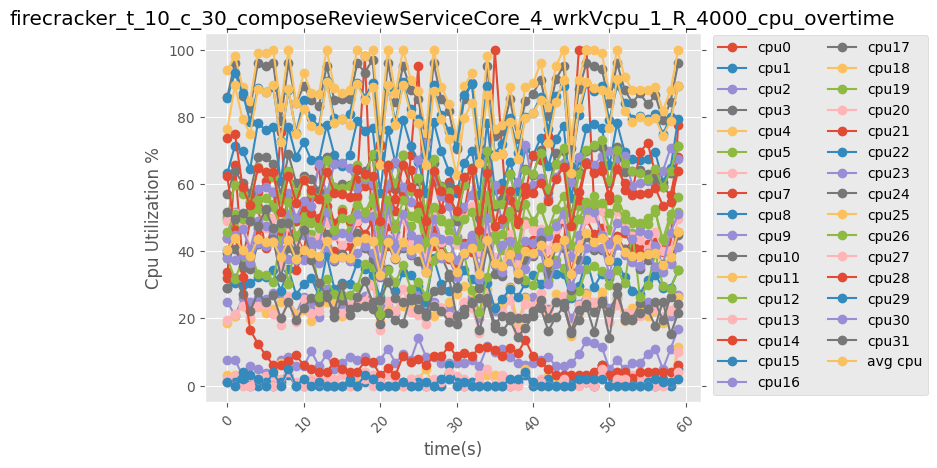 firecracker_t_10_c_30_composeReviewServiceCore_4_wrkVcpu_1_R_4000_cpu_overtime
Cpu Utilization %
100
80
60
40
20
0
0
10
20
30
40
50
60
time(s)
cpu0
cpu1
cpu2
cpu3
cpu4
cpu5
cpu6
cpu7
cpu8
cpu9
cpu10
cpu11
cpu12
cpu13
cpu14
cpu15
cpu16
cpu17
cpu18
cpu19
cpu20
cpu21
cpu22
cpu23
cpu24
cpu25
cpu26
cpu27
cpu28
cpu29
cpu30
cpu31
avg cpu